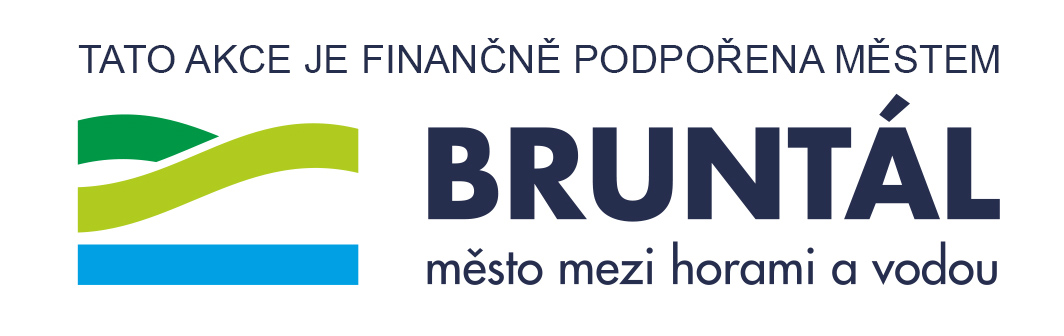 TATO AKCE JE FINANČNĚ PODPOŘENA MĚSTEM
BRUNTÁL
město mezi horami a vodou